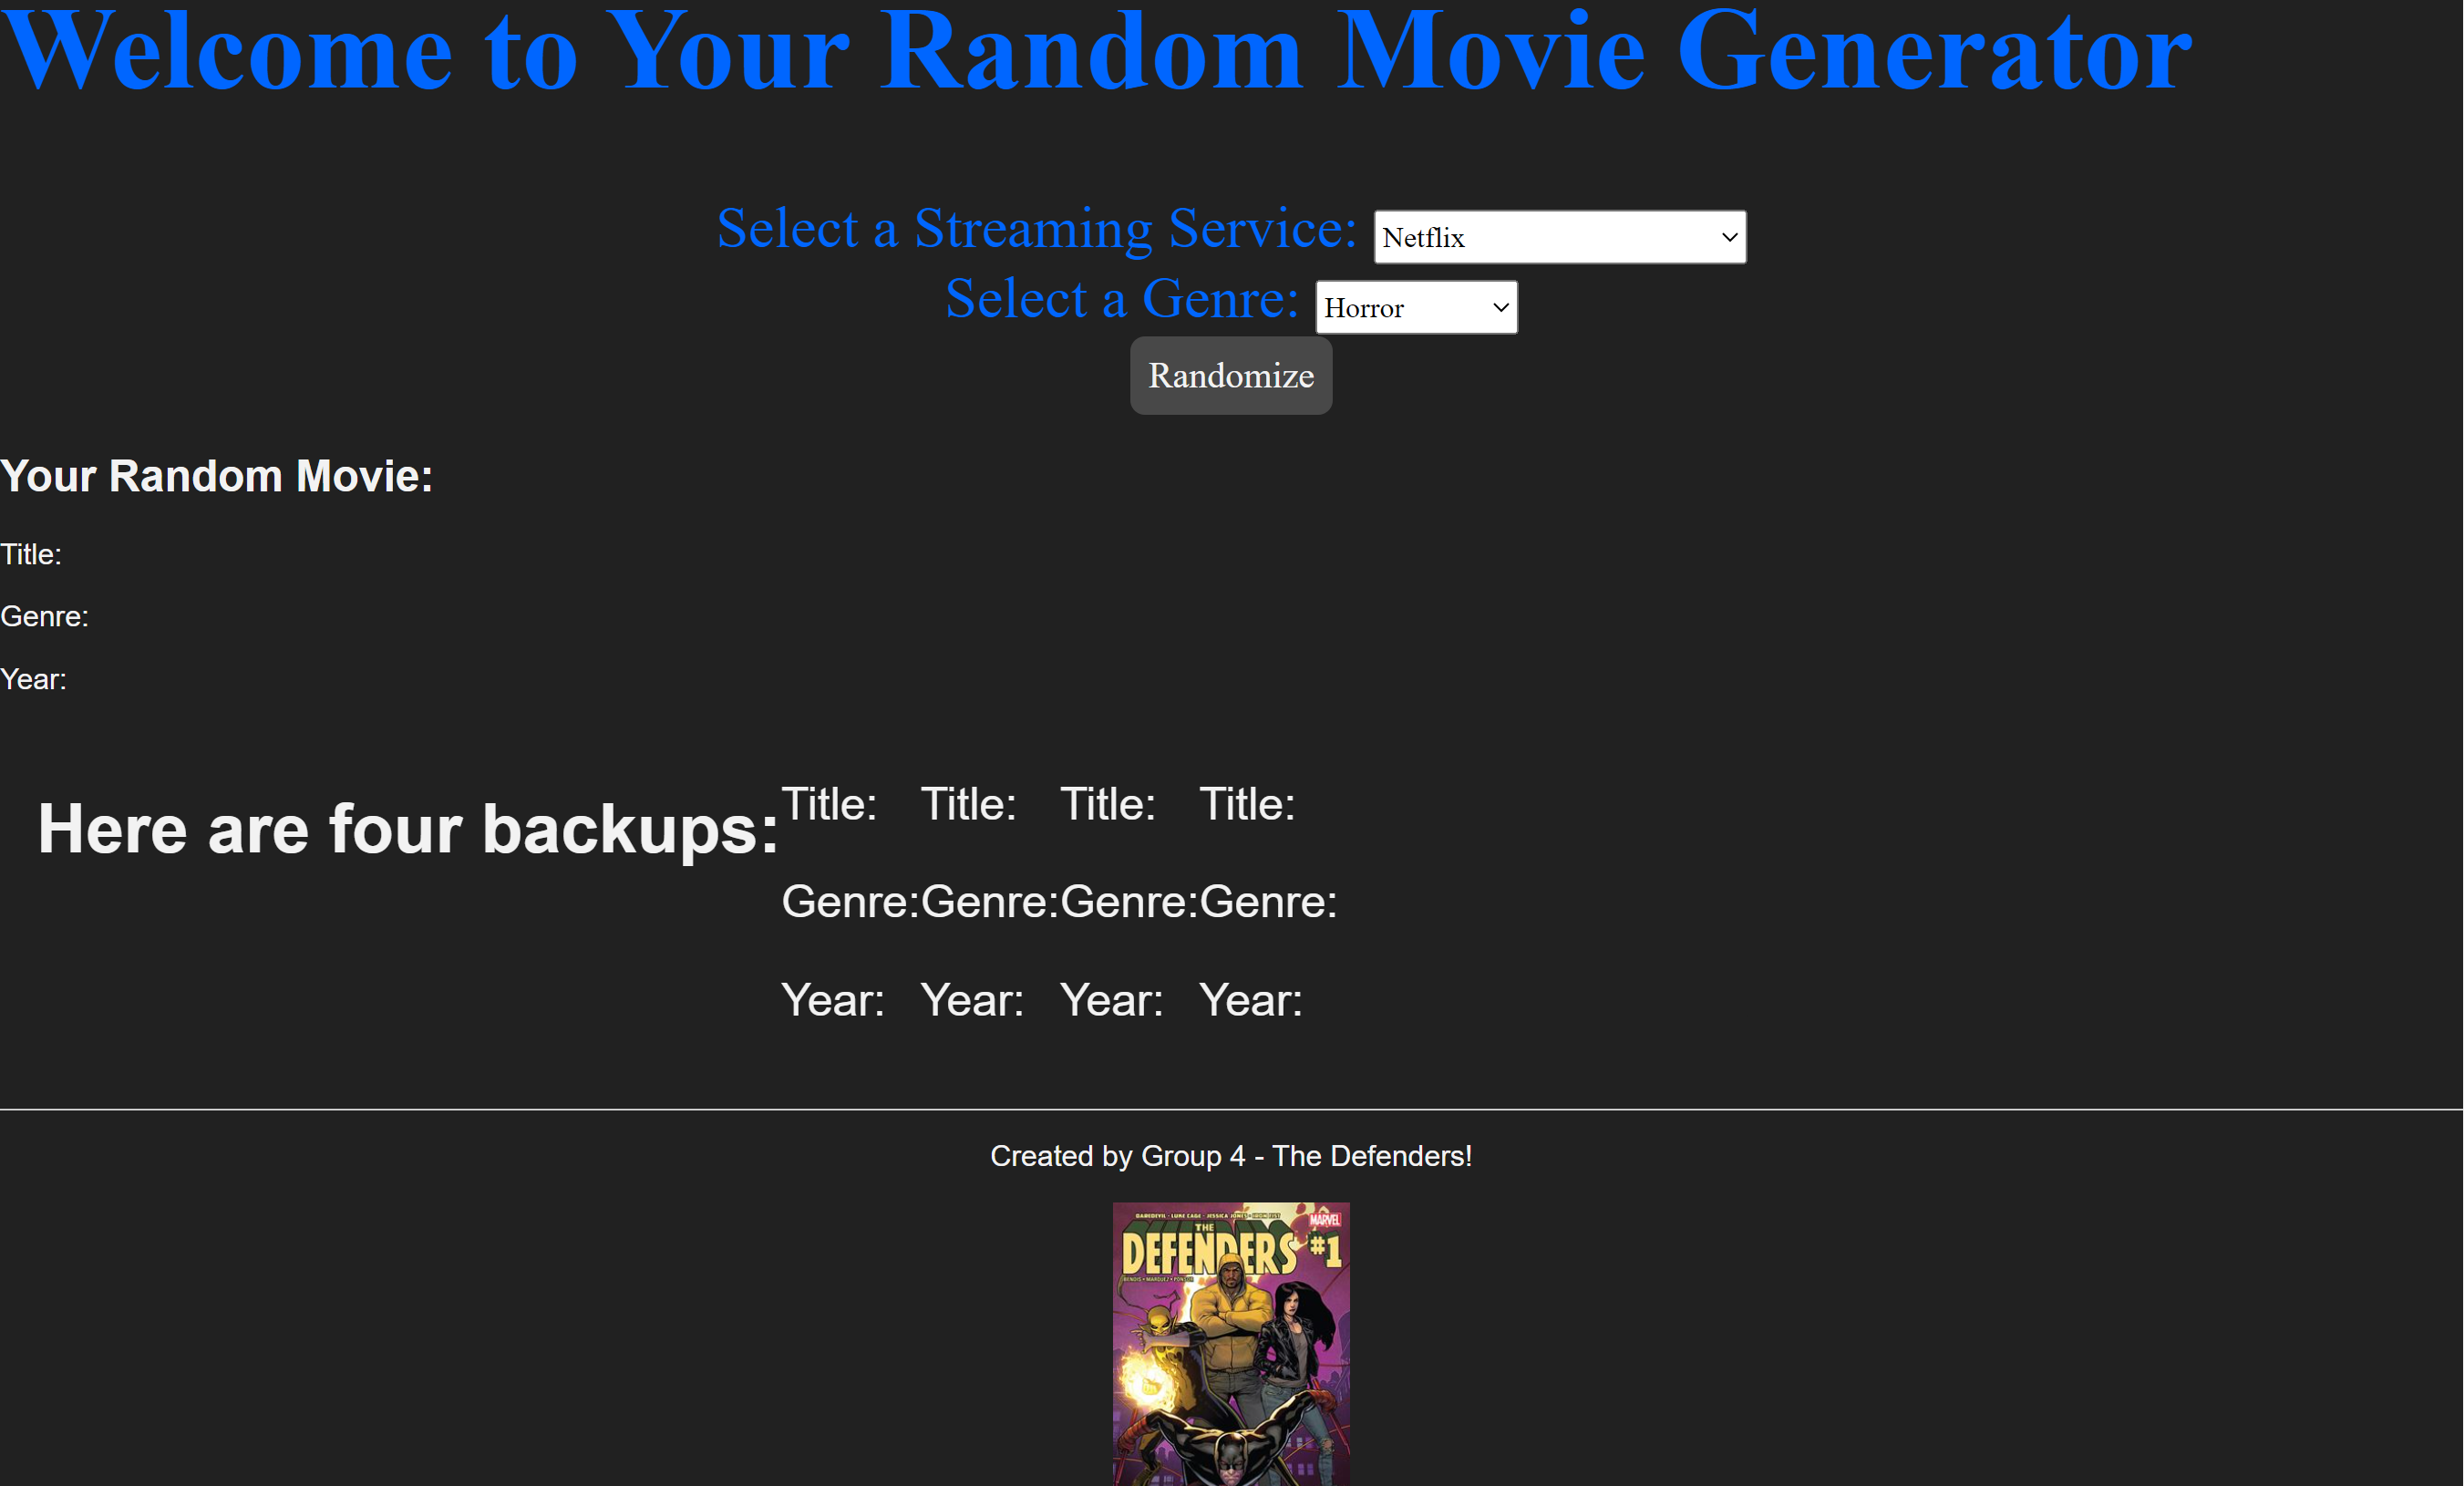 Welcome to Your Random Movie Generator
Select a Streaming Service: Netflix
Select a Genre: Horror
Randomize
Your Random Movie:
Title:
Genre:
Year:
Here are four backups:
Title: Title: Title: Title:
Genre: Genre: Genre: Genre:
Year: Year: Year: Year:
Created by Group 4 - The Defenders!
DAREDEVIL · LUKE CAGE · JESSICA JONES · IRON FIST
MARVEL
THE
DEFENDERS #1
BENDIS • MARQUEZ • PONSOR